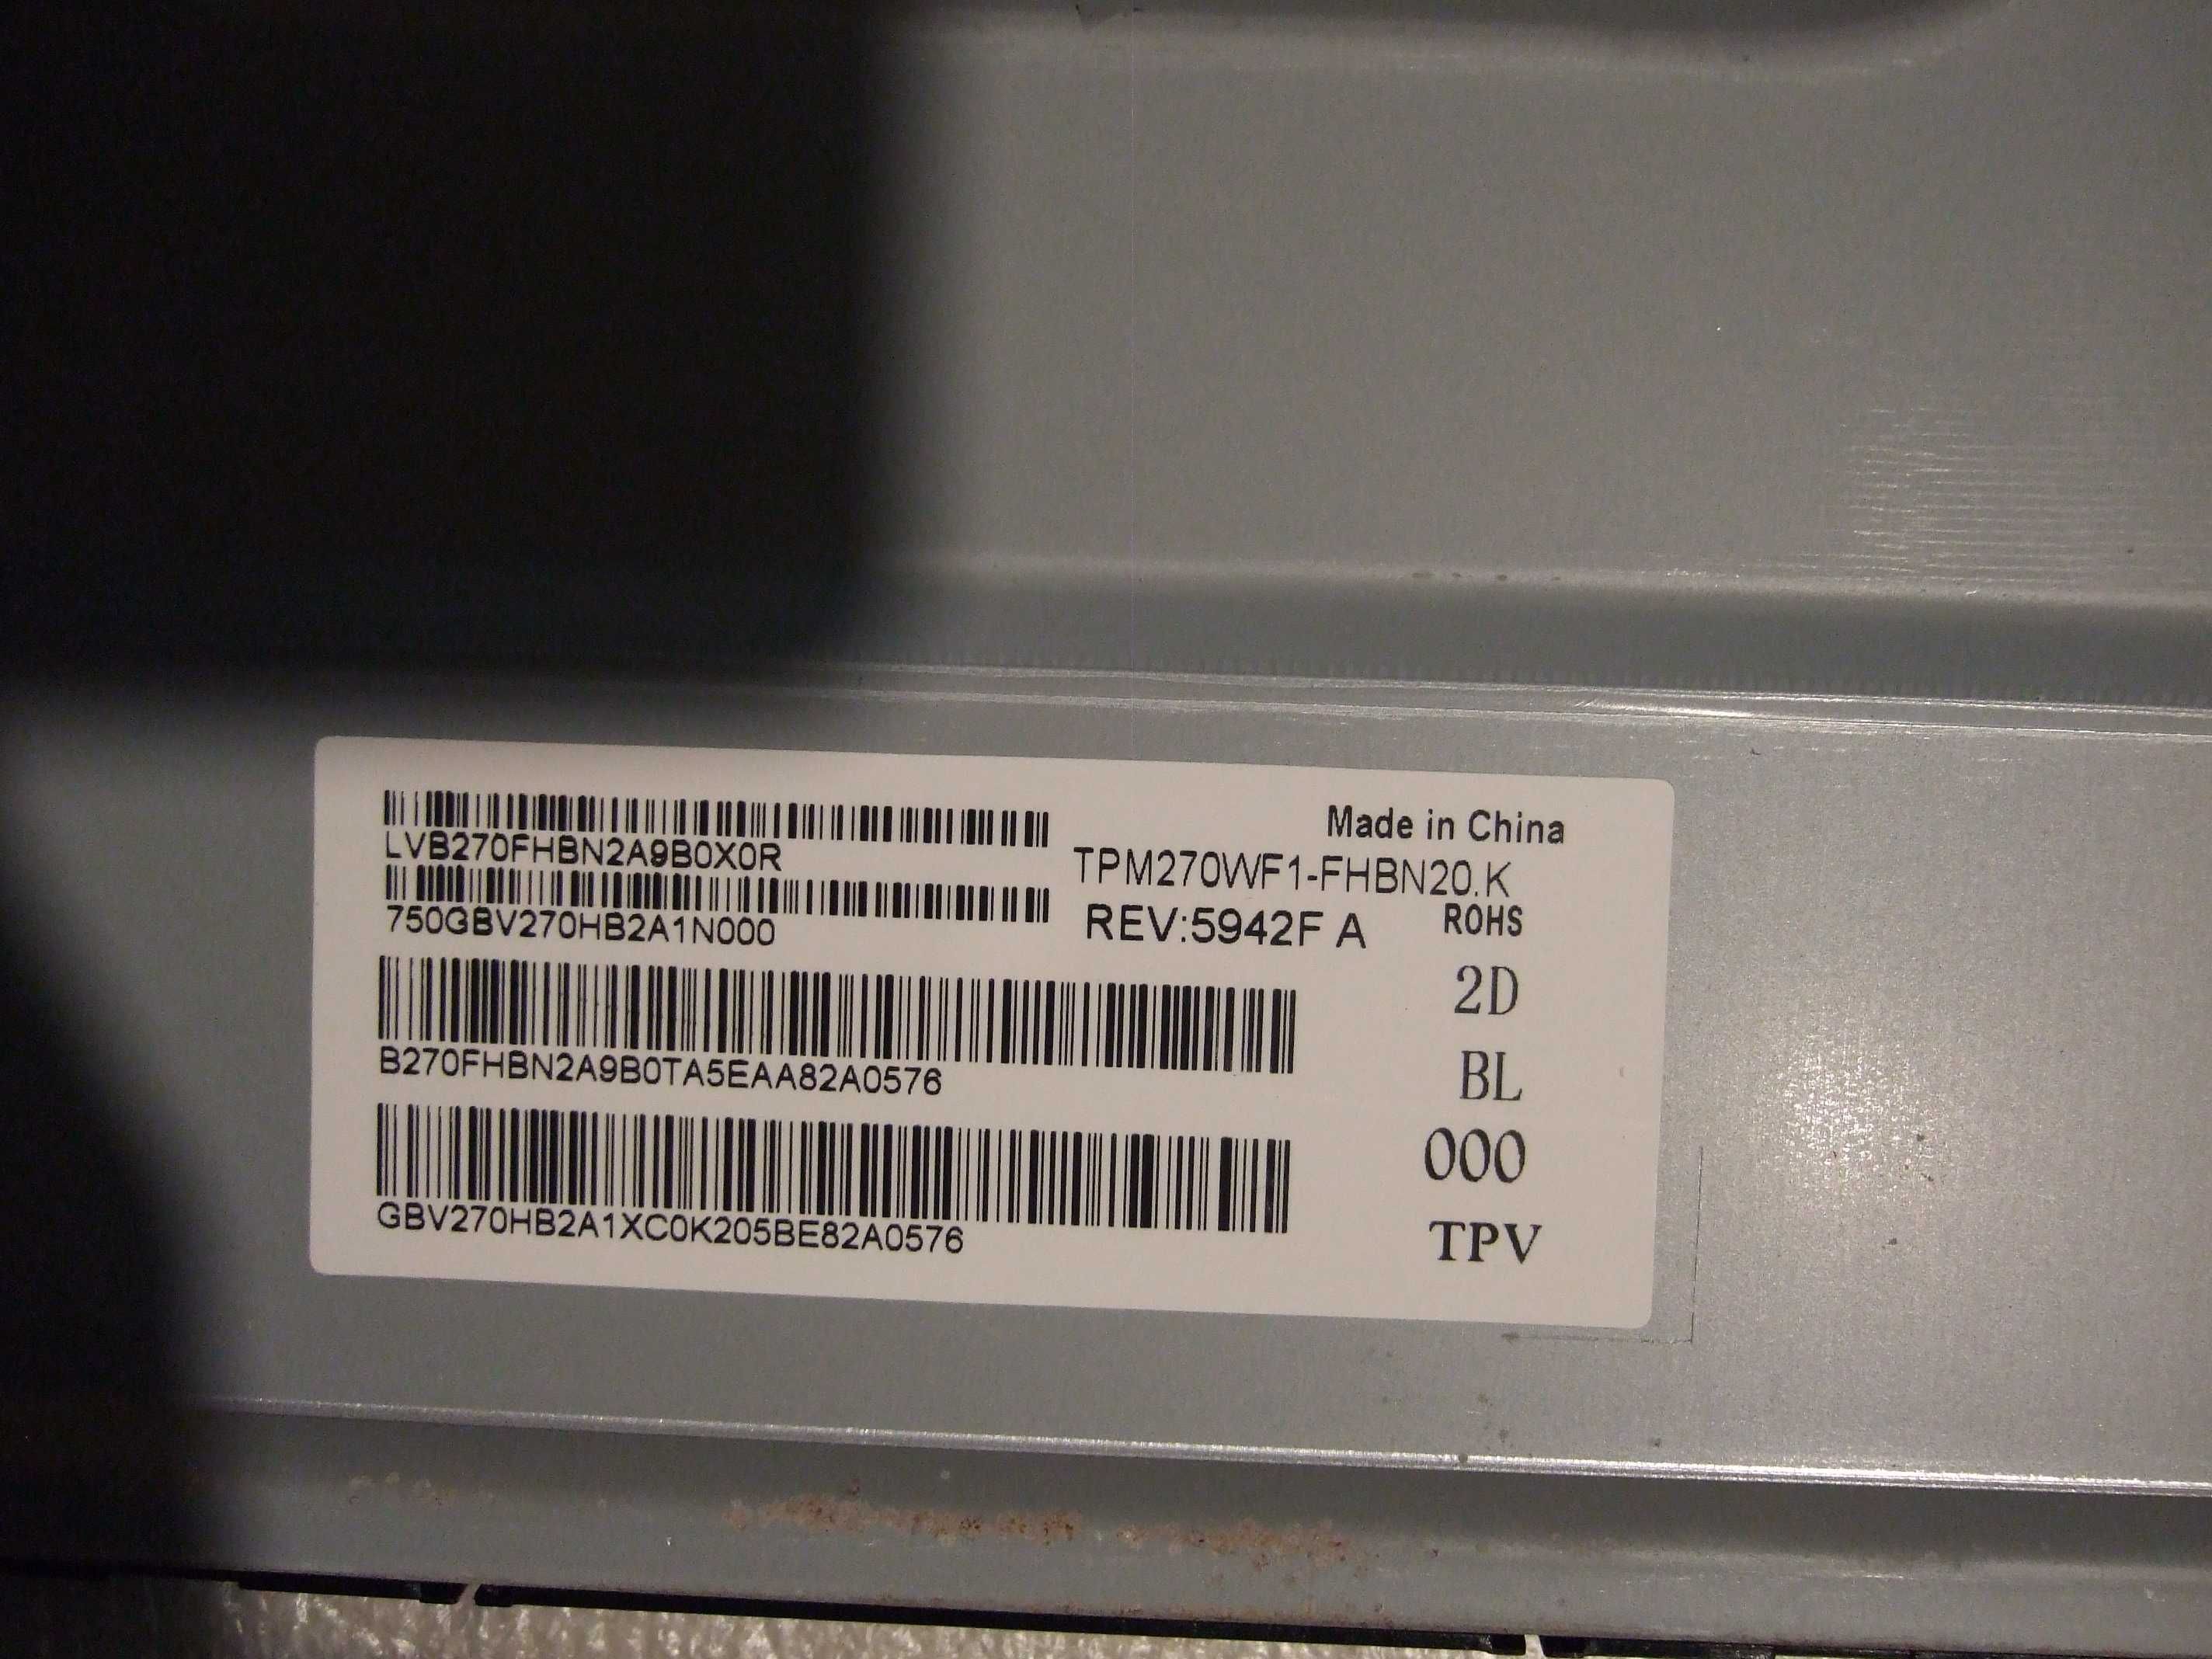 Made in China
LVB270FHBN2A9B0X0R
TPM270WF1-FHBN20.K
750GBV270HB2A1N000
REV:5942F A
ROHS
2D
B270FHBN2A9B0TA5EAA82A0576
BL
000
GBV270HB2A1XC0K205BE82A0576
TPV